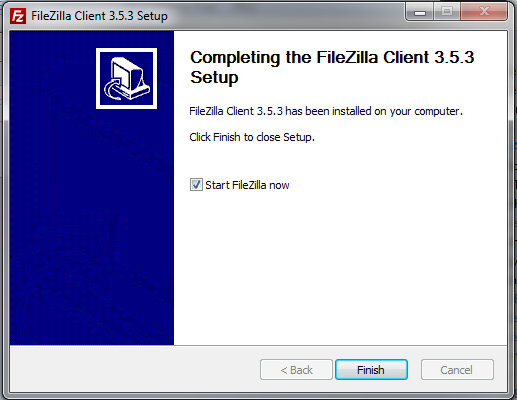 FileZilla Client 3.5.3 Setup
Completing the FileZilla Client 3.5.3
Setup
FileZilla Client 3.5.3 has been installed on your computer.
Click Finish to close Setup.
Start FileZilla now
< Back Finish Cancel